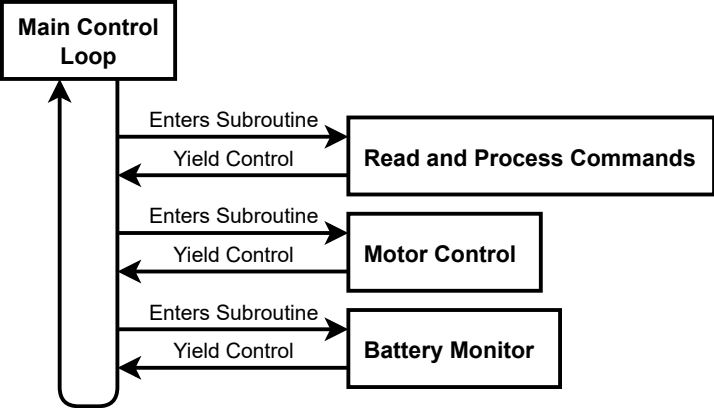 Main Control
Loop
Enters Subroutine
Yield Control
Read and Process Commands
Enters Subroutine
Yield Control
Motor Control
Enters Subroutine
Yield Control
Battery Monitor